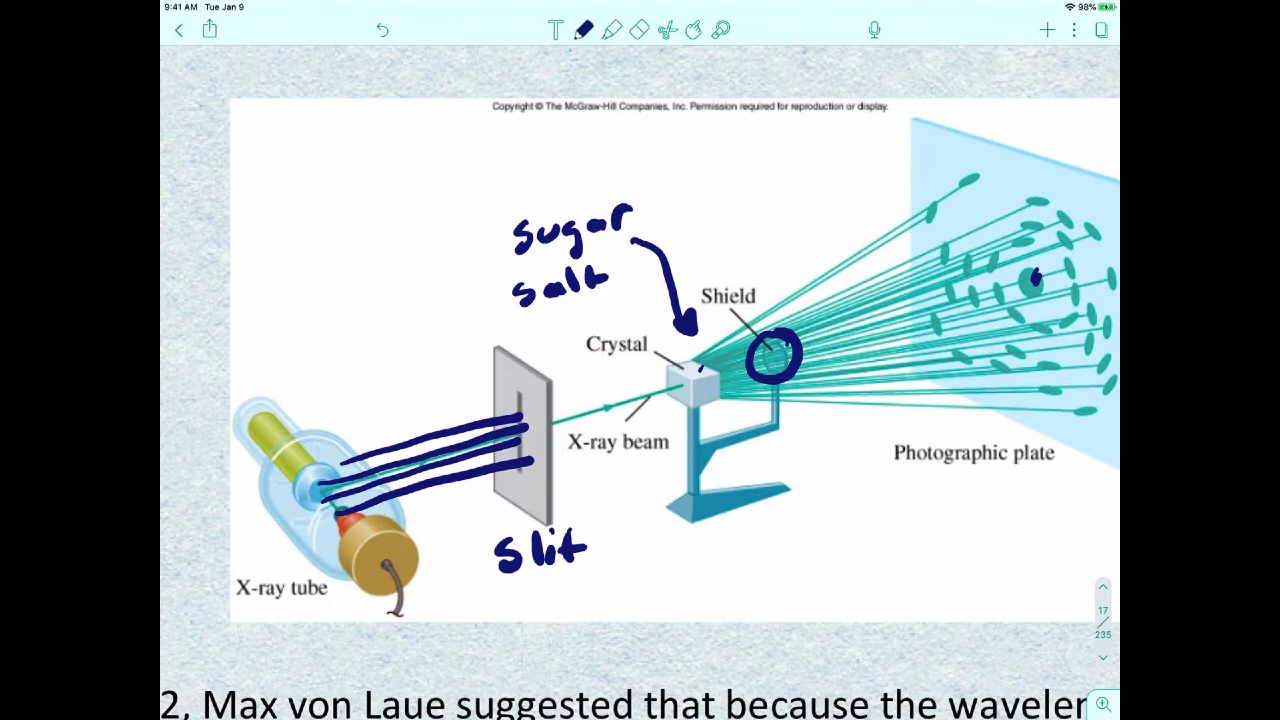 9:41 AM Tue Jan 9
98%
Copyright © The McGraw-Hill Companies, Inc. Permission required for reproduction or display.
sugar
salt
Shield
Crystal
X-ray beam
Photographic plate
slit
X-ray tube
17
235
2, Max von Laue suggested that because the wavelen